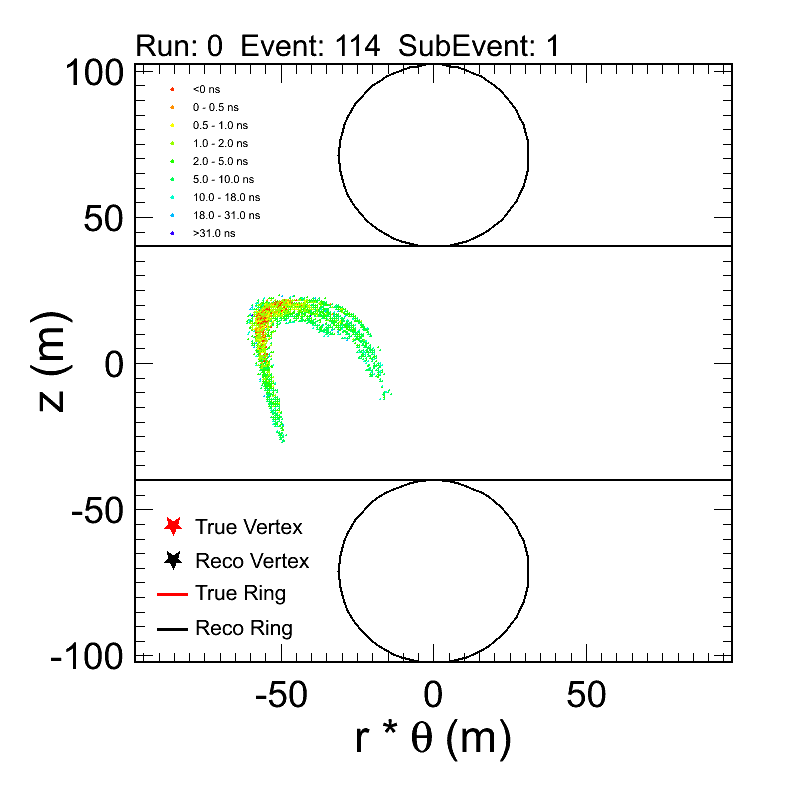 Run: 0 Event: 114 SubEvent: 1
100
<0 ns
0 - 0.5 ns
0.5 - 1.0 ns
1.0 - 2.0 ns
2.0 - 5.0 ns
5.0 - 10.0 ns
10.0 - 18.0 ns
18.0 - 31.0 ns
>31.0 ns
50
0
z (m)
-50
True Vertex
Reco Vertex
True Ring
Reco Ring
-100
-50 0 50
r * θ (m)